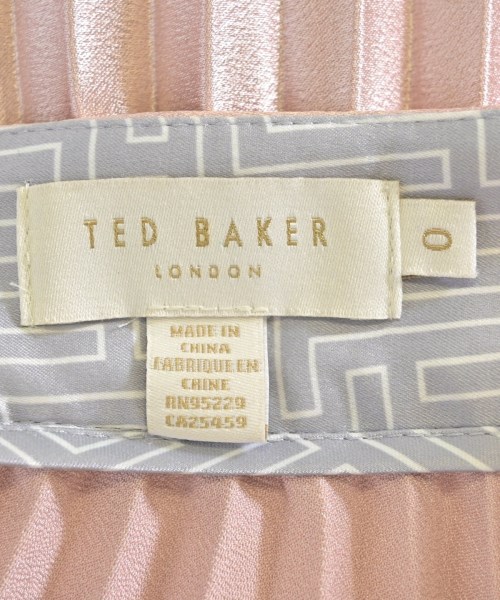 TED BAKER
LONDON
0
MADE IN
CHINA
FABRIQUE EN
CHINE
RN95229
CA25459